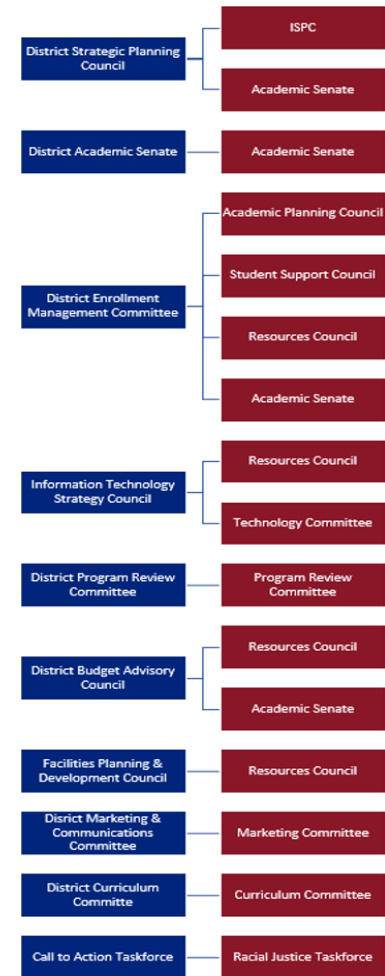 District Strategic Planning
Council
ISPC
Academic Senate
District Academic Senate
Academic Senate
District Enrollment
Management Committee
Academic Planning Council
Student Support Council
Resources Council
Academic Senate
Information Technology
Strategy Council
Resources Council
Technology Committee
District Program Review
Committee
Program Review
Committee
District Budget Advisory
Council
Resources Council
Academic Senate
Facilities Planning &
Development Council
Resources Council
Disrict Marketing &
Communications
Committee
Marketing Committee
District Curriculum
Committe
Curriculum Committee
Call to Action Taskforce
Racial Justice Taskforce